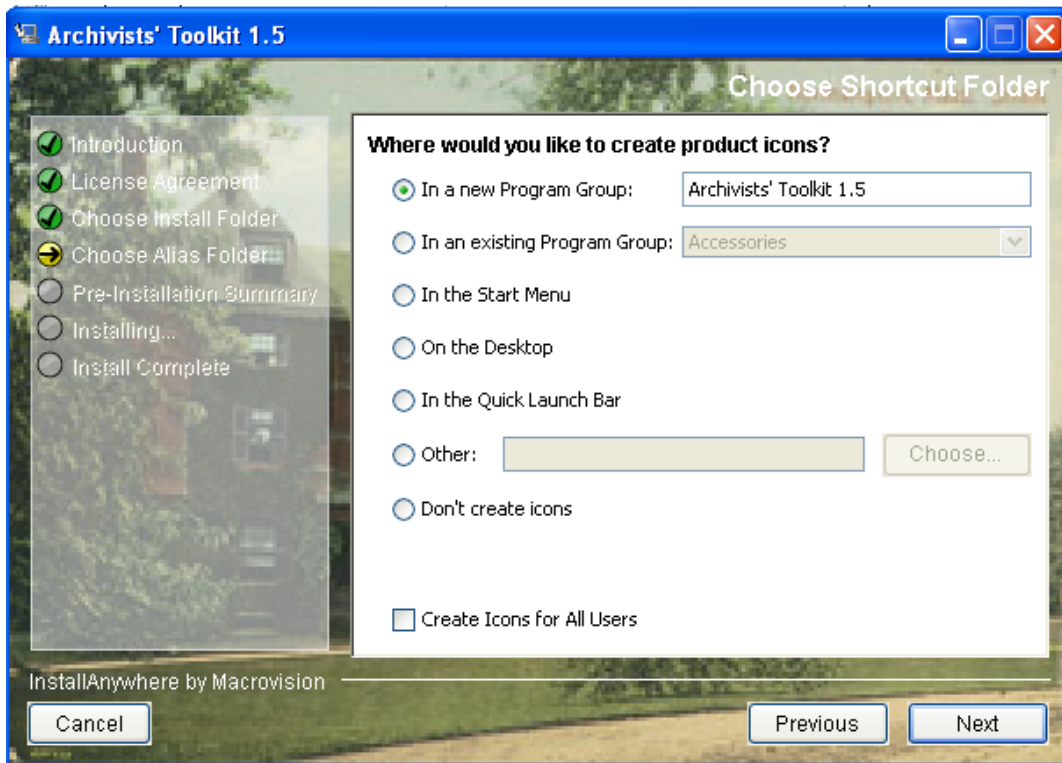 Archivists' Toolkit 1.5
Choose Shortcut Folder
Introduction
License Agreement
Choose Install Folder
Choose Alias Folder
Pre-Installation Summary
Installing...
Install Complete
Where would you like to create product icons?
In a new Program Group: Archivists' Toolkit 1.5
In an existing Program Group: Accessories
In the Start Menu
On the Desktop
In the Quick Launch Bar
Other: Choose...
Don't create icons
Create Icons for All Users
InstallAnywhere by Macrovision
Cancel Previous Next